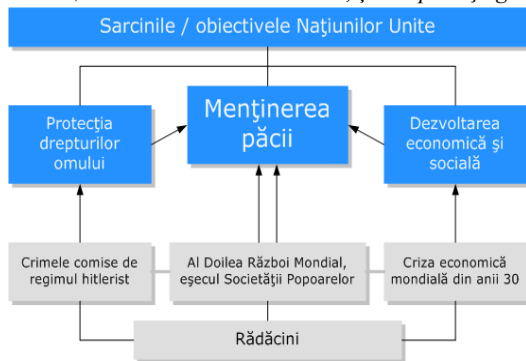 Sarcinile / obiectivele Naţiunilor Unite
Protecţia
drepturilor
omului
Menţinerea
păcii
Dezvoltarea
economică şi
socială
Crimele comise de
regimul hitlerist
Al Doilea Război Mondial,
eşecul Societăţii Popoarelor
Criza economică
mondială din anii 30
Rădăcini